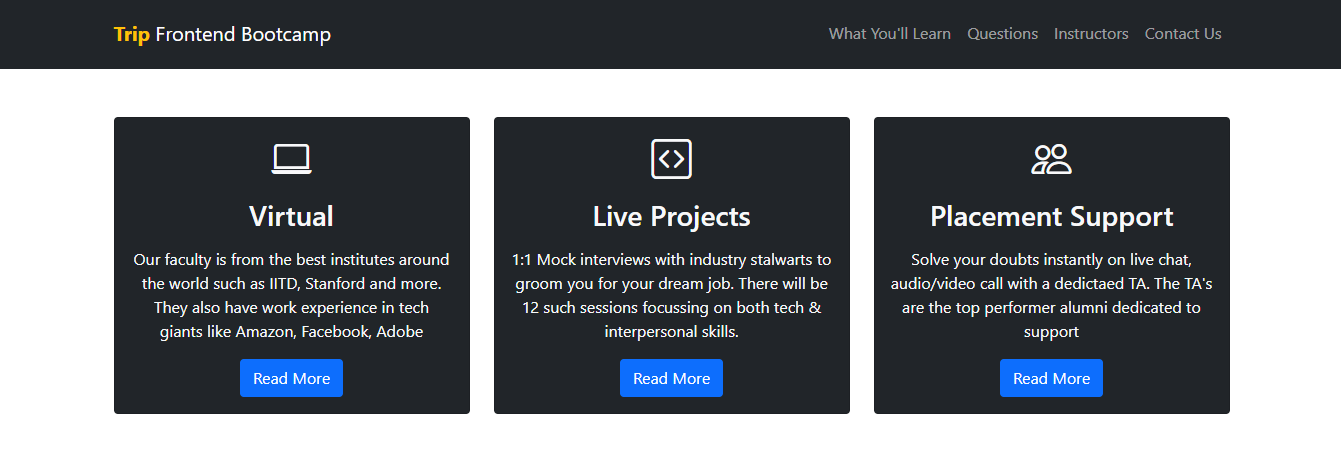 Trip Frontend Bootcamp
What You'll Learn Questions Instructors Contact Us
Virtual
Our faculty is from the best institutes around
the world such as IITD, Stanford and more.
They also have work experience in tech
giants like Amazon, Facebook, Adobe
Read More
Live Projects
1:1 Mock interviews with industry stalwarts to
groom you for your dream job. There will be
12 such sessions focussing on both tech &
interpersonal skills.
Read More
Placement Support
Solve your doubts instantly on live chat,
audio/video call with a dedictaed TA. The TA's
are the top performer alumni dedicated to
support
Read More